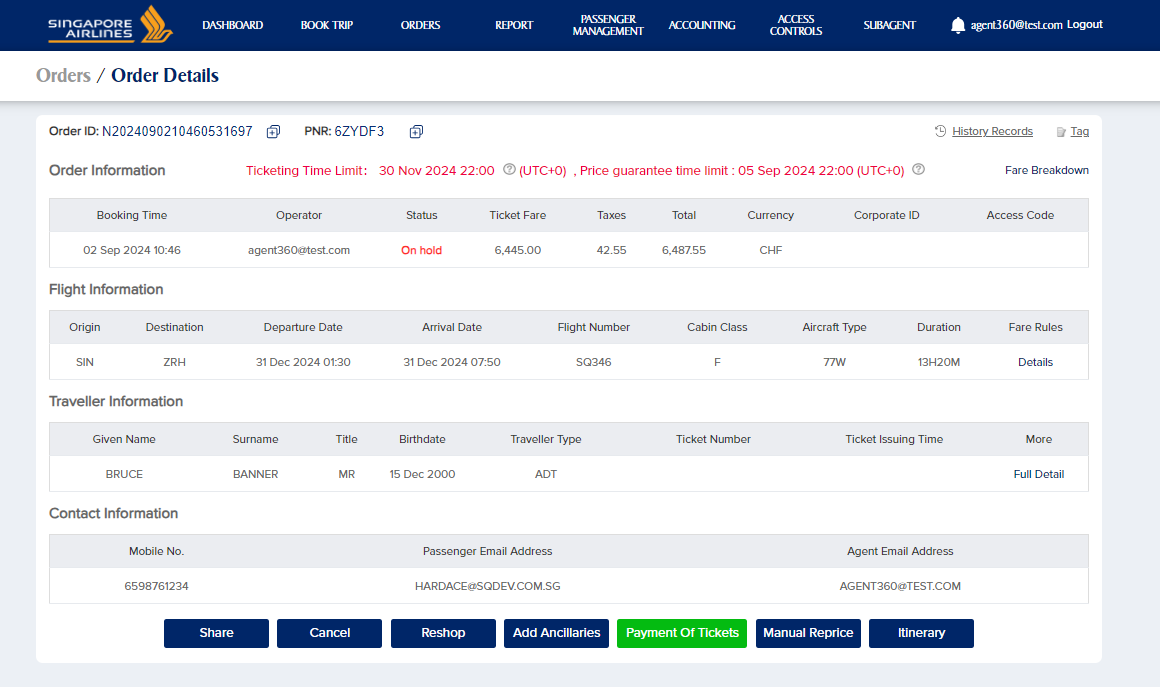 SINGAPORE AIRLINES
DASHBOARD BOOK TRIP ORDERS REPORT PASSENGER MANAGEMENT ACCOUNTING ACCESS CONTROLS SUBAGENT agent360@test.com Logout
Orders / Order Details
Order ID: N2024090210460531697 PNR: 6ZYDF3 History Records Tag
Order Information Ticketing Time Limit: 30 Nov 2024 22:00 ? (UTC+0) , Price guarantee time limit : 05 Sep 2024 22:00 (UTC+0) ? Fare Breakdown
Booking Time Operator Status Ticket Fare Taxes Total Currency Corporate ID Access Code
02 Sep 2024 10:46 agent360@test.com On hold 6,445.00 42.55 6,487.55 CHF
Flight Information
Origin Destination Departure Date Arrival Date Flight Number Cabin Class Aircraft Type Duration Fare Rules
SIN ZRH 31 Dec 2024 01:30 31 Dec 2024 07:50 SQ346 F 77W 13H20M Details
Traveller Information
Given Name Surname Title Birthdate Traveller Type Ticket Number Ticket Issuing Time More
BRUCE BANNER MR 15 Dec 2000 ADT Full Detail
Contact Information
Mobile No. Passenger Email Address Agent Email Address
6598761234 HARDACE@SQDEV.COM.SG AGENT360@TEST.COM
Share Cancel Reshop Add Ancillaries Payment Of Tickets Manual Reprice Itinerary